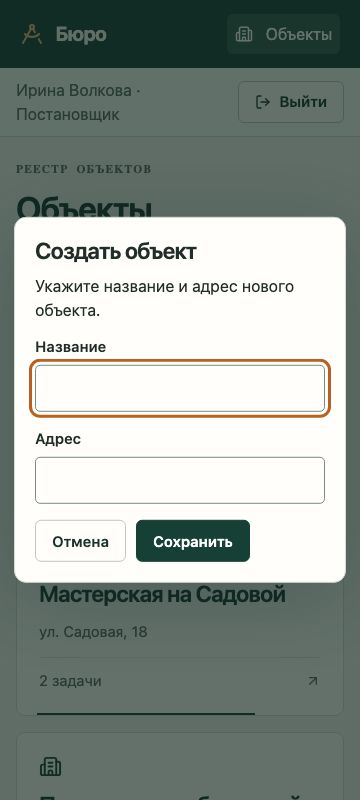 Бюро
Объекты
Ирина Волкова ·
Постановщик
Выйти
РЕЕСТР ОБЪЕКТОВ
Объекты
Создать объект
Укажите название и адрес нового
объекта.
Название
Адрес
Отмена
Сохранить
Мастерская на Садовой
ул. Садовая, 18
2 задачи